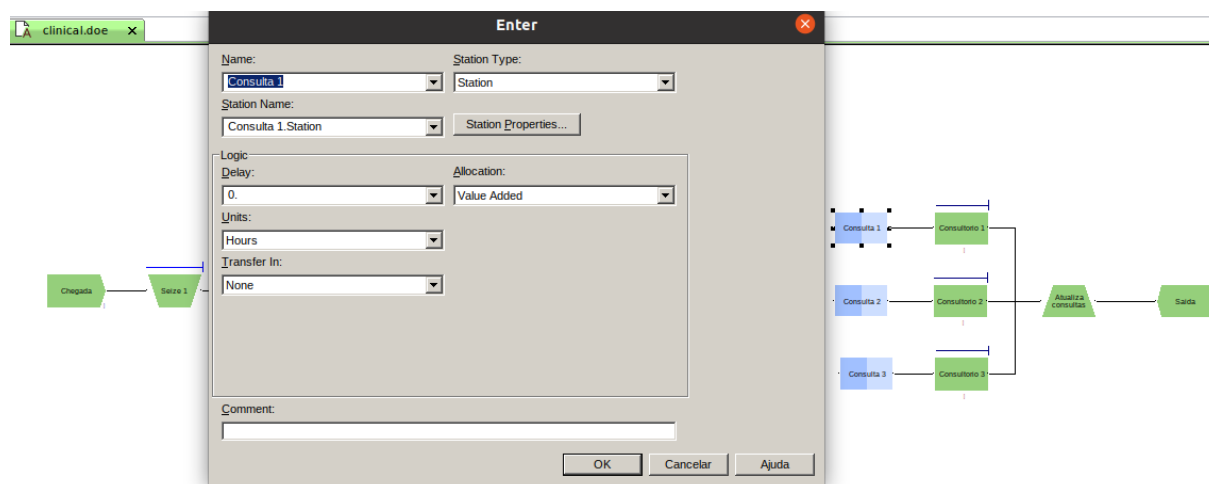 clinical.doe x
Enter
Name:
Station Type:
Consulta 1
Station
Station Name:
Consulta 1.Station
Station Properties...
Logic
Delay:
Allocation:
0.
Value Added
Units:
Hours
Transfer In:
None
Comment:
OK
Cancelar
Ajuda
Chegada
Seize 1
Consulta 1
Consultorio 1
Consulta 2
Consultorio 2
Atualiza
consultas
Saida
Consulta 3
Consultorio 3